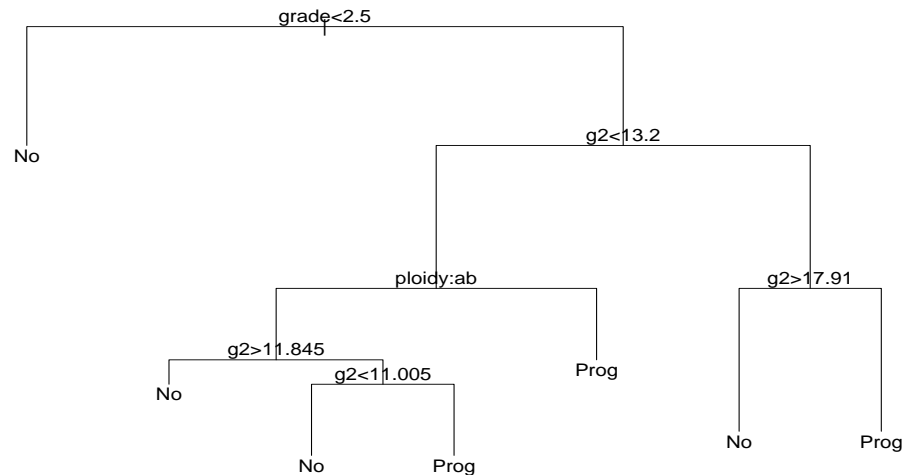 grade<2.5
No
g2<13.2
ploidy:ab
g2>17.91
g2>11.845
No
g2<11.005
Prog
No
Prog
No
Prog